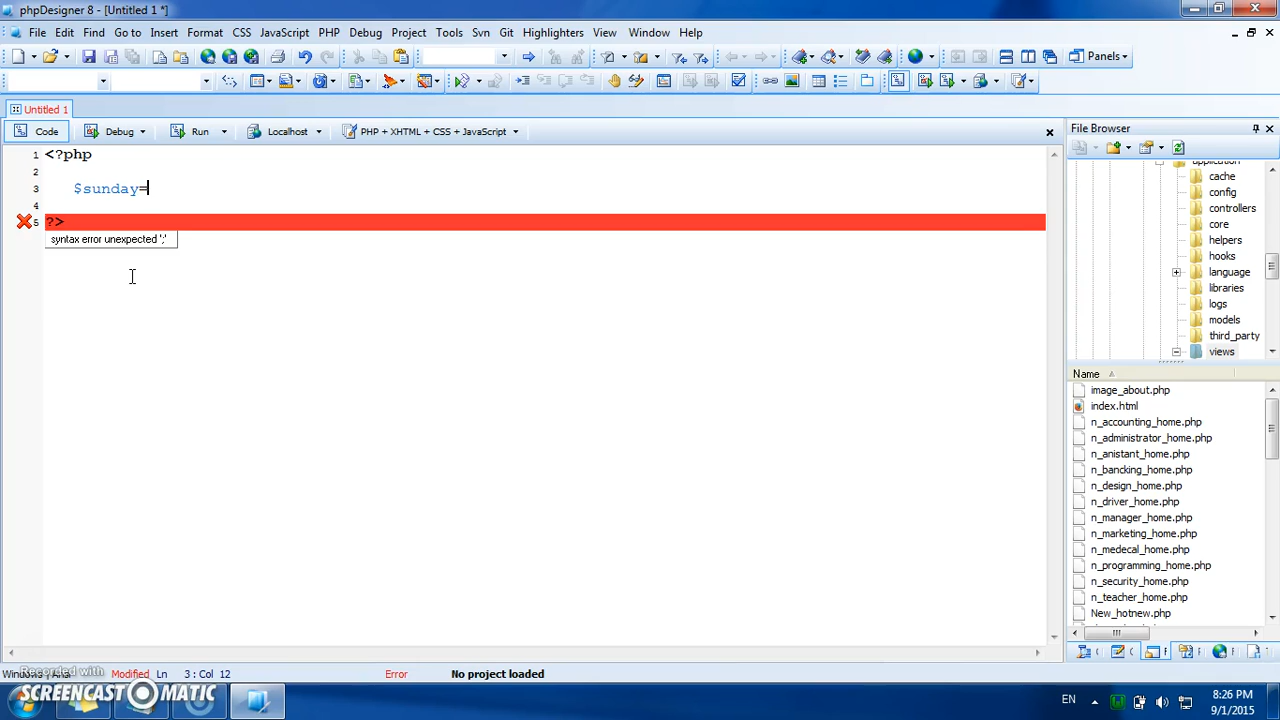 phpDesigner 8 - [Untitled 1 *]
File Edit Find Go to Insert Format CSS JavaScript PHP Debug Project Tools Svn Git Highlighters View Window Help
Panels
Untitled 1
Code Debug Run Localhost PHP + XHTML + CSS + JavaScript
1 <?php
2
3 $sunday=
4
5 ?>
syntax error unexpected ';'
File Browser
application
cache
config
controllers
core
helpers
hooks
language
libraries
logs
models
third_party
views
Name
image_about.php
index.html
n_accounting_home.php
n_administrator_home.php
n_anistant_home.php
n_bancking_home.php
n_design_home.php
n_driver_home.php
n_manager_home.php
n_marketing_home.php
n_medecal_home.php
n_programming_home.php
n_security_home.php
n_teacher_home.php
New_hotnew.php
Modified Ln 3 : Col 12 Error No project loaded
Recorded with
SCREENCAST MATIC
EN
8:26 PM
9/1/2015